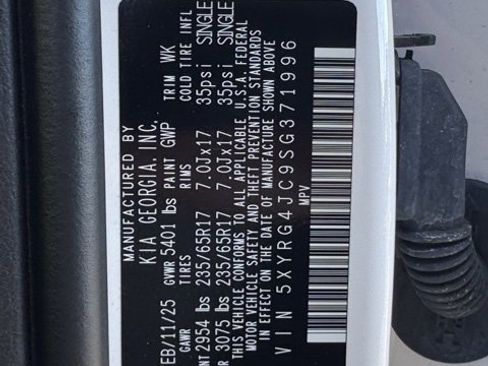 MANUFACTURED BY
KIA GEORGIA, INC.
EB/11/25 GVWR 5401 lbs PAINT GWP TRIM WK
GAWR TIRES RIMS COLD TIRE INFL
NT 2954 lbs 235/65R17 7.0Jx17 35psi SINGLE
R 3075 lbs 235/65R17 7.0Jx17 35psi SINGLE
THIS VEHICLE CONFORMS TO ALL APPLICABLE U.S.A. FEDERAL
MOTOR VEHICLE SAFETY AND THEFT PREVENTION STANDARDS
IN EFFECT ON THE DATE OF MANUFACTURE SHOWN ABOVE
VIN 5XYRG4JC9SG371996
MPV